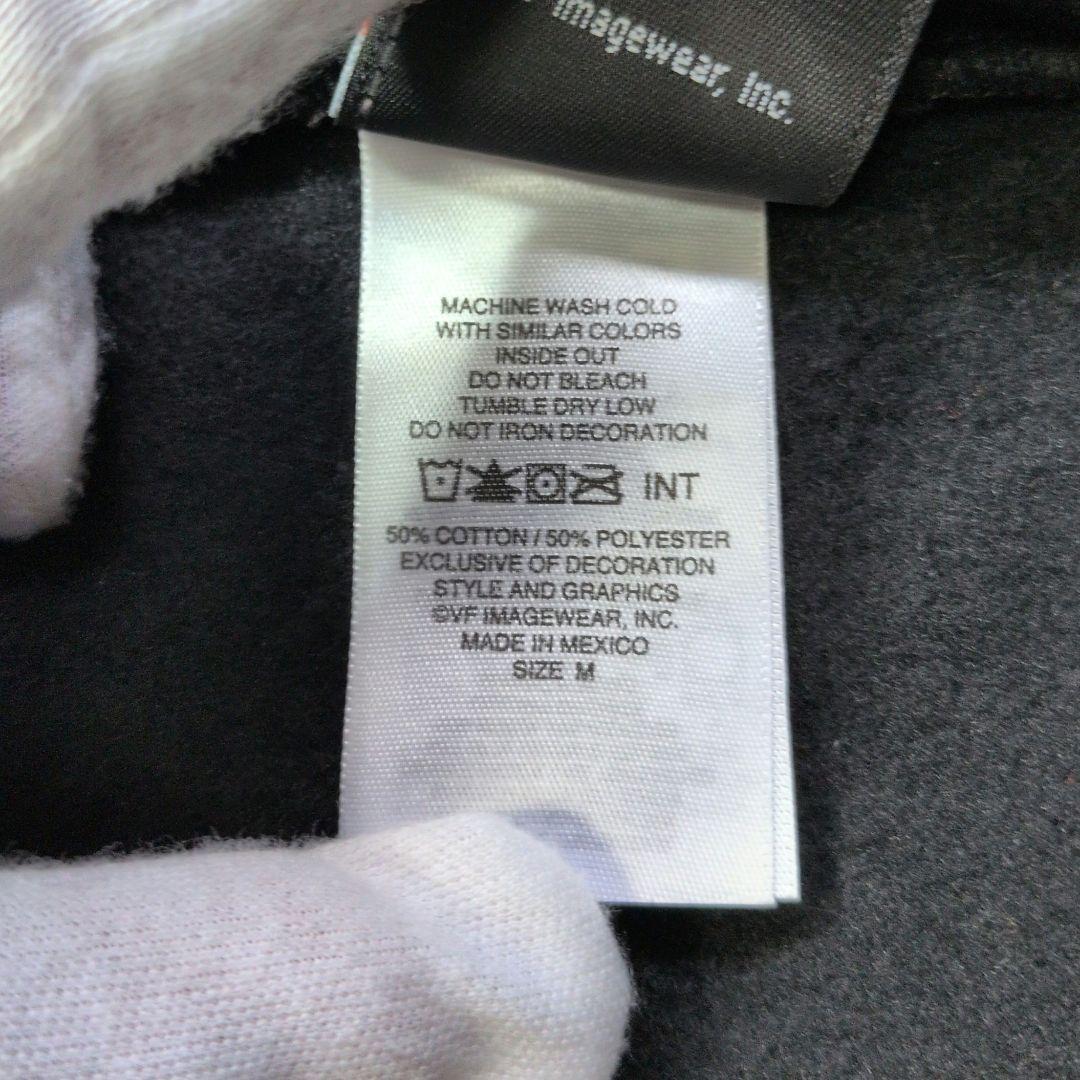 Imagewear, Inc.
MACHINE WASH COLD
WITH SIMILAR COLORS
INSIDE OUT
DO NOT BLEACH
TUMBLE DRY LOW
DO NOT IRON DECORATION
INT
50% COTTON / 50% POLYESTER
EXCLUSIVE OF DECORATION
STYLE AND GRAPHICS
©VF IMAGEWEAR, INC.
MADE IN MEXICO
SIZE M